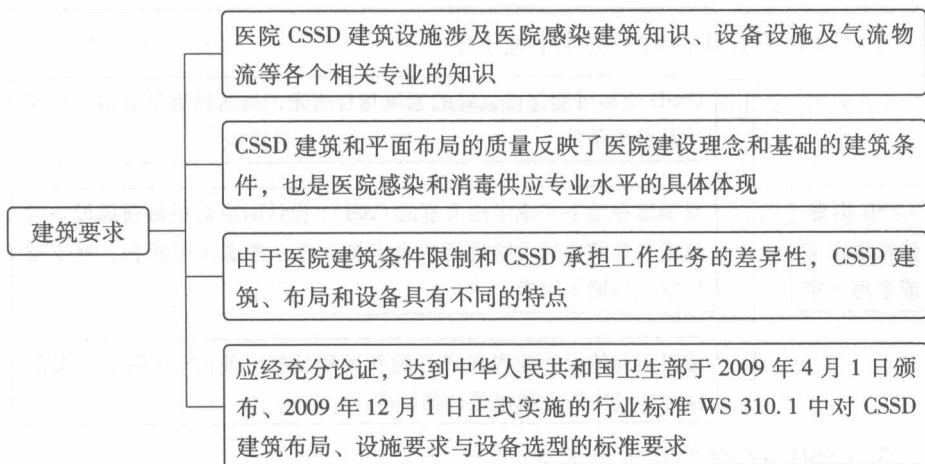 医院 CSSD 建筑设施涉及医院感染建筑知识、设备设施及气流物
流等各个相关专业的知识
CSSD 建筑和平面布局的质量反映了医院建设理念和基础的建筑条
件，也是医院感染和消毒供应专业水平的具体体现
建筑要求
由于医院建筑条件限制和 CSSD 承担工作任务的差异性，CSSD 建
筑、布局和设备具有不同的特点
应经充分论证，达到中华人民共和国卫生部于 2009 年 4 月 1 日颁
布、2009 年 12 月 1 日正式实施的行业标准 WS 310.1 中对 CSSD
建筑布局、设施要求与设备选型的标准要求